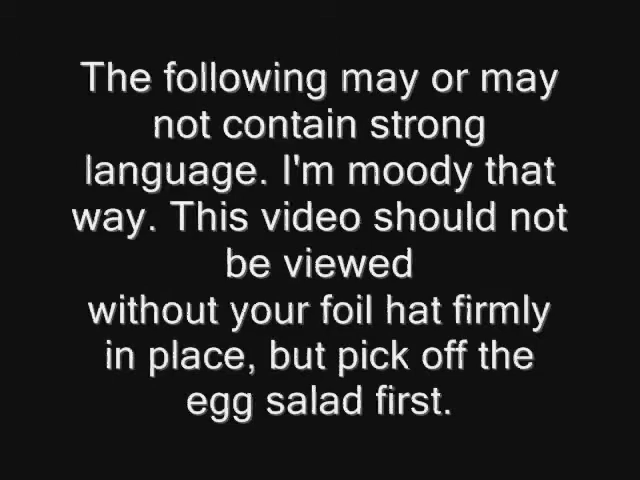 The following may or may
not contain strong
language. I'm moody that
way. This video should not
be viewed
without your foil hat firmly
in place, but pick off the
egg salad first.